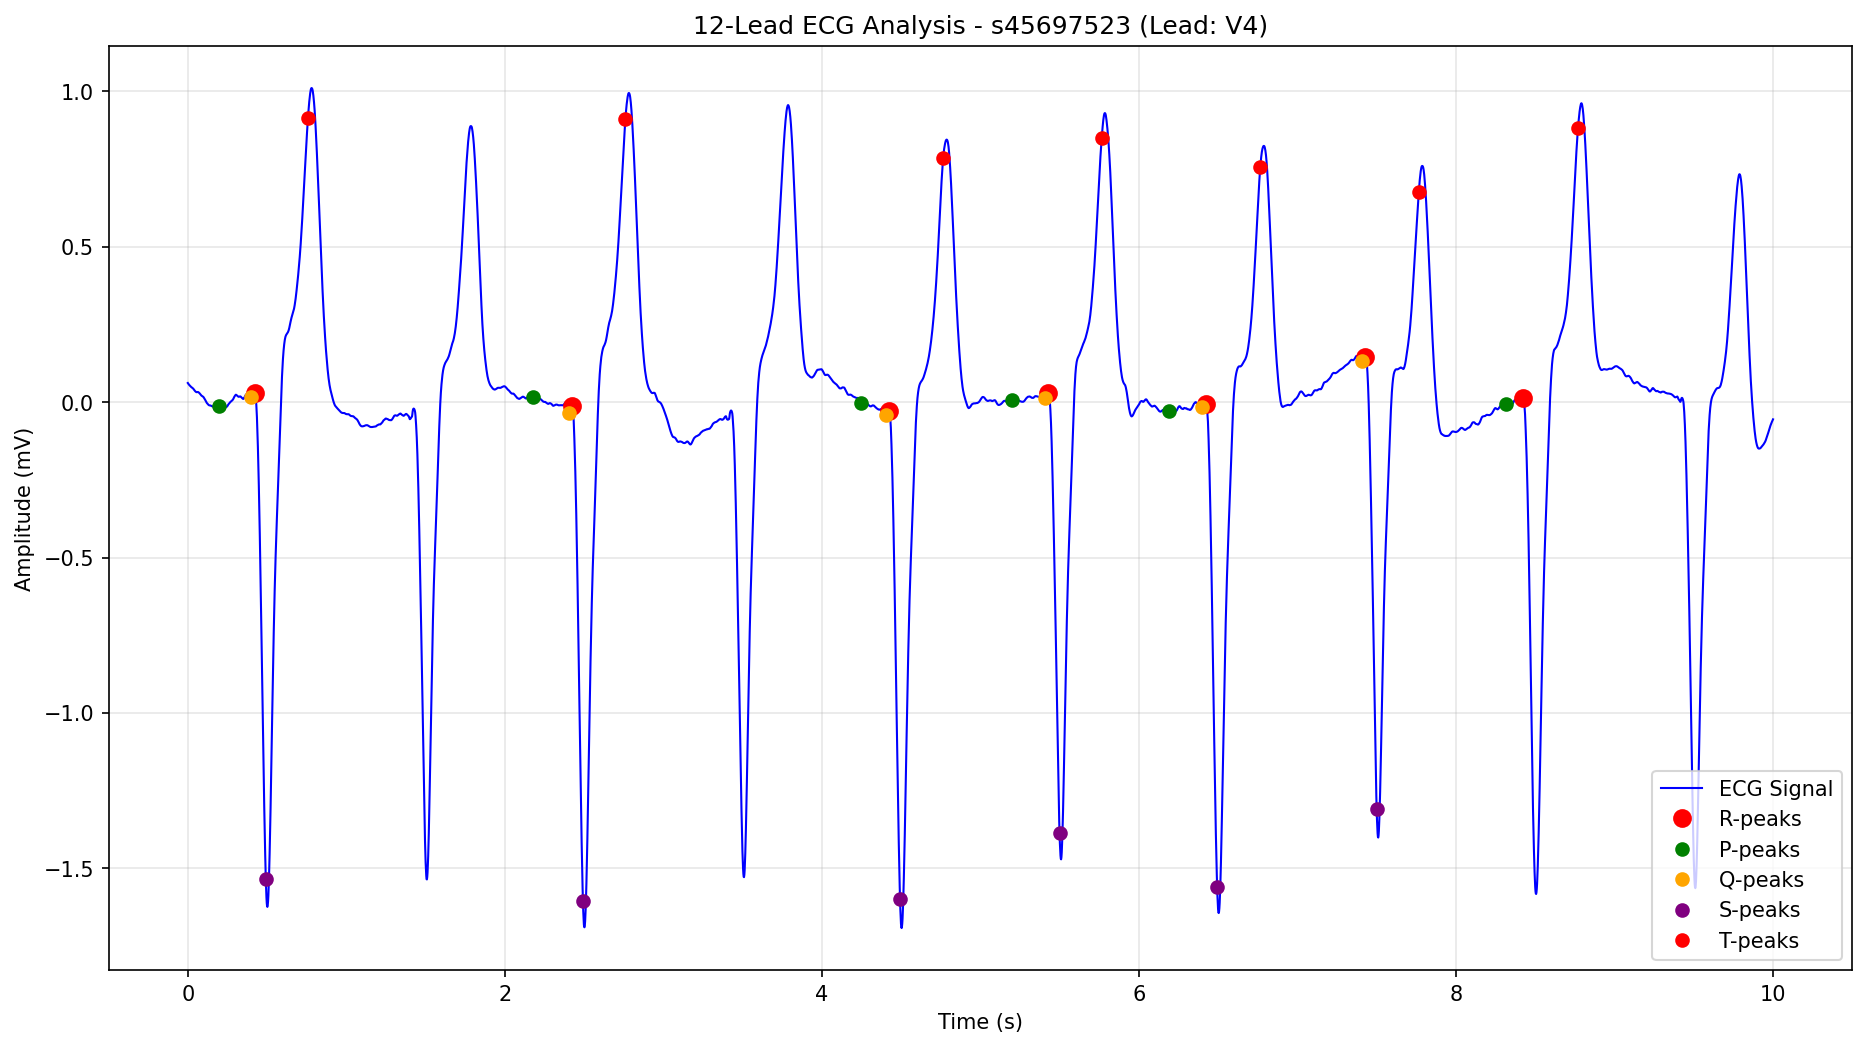 12-Lead ECG Analysis - s45697523 (Lead: V4)
Amplitude (mV)
1.0
0.5
0.0
−0.5
−1.0
−1.5
ECG Signal
R-peaks
P-peaks
Q-peaks
S-peaks
T-peaks
0 2 4 6 8 10
Time (s)